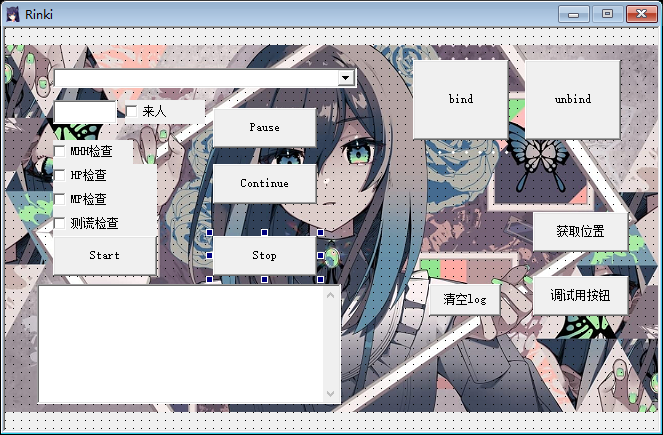 Rinki
来人
MHH检查
HP检查
MP检查
测谎检查
Start
Pause
Continue
Stop
bind
unbind
获取位置
清空log
调试用按钮